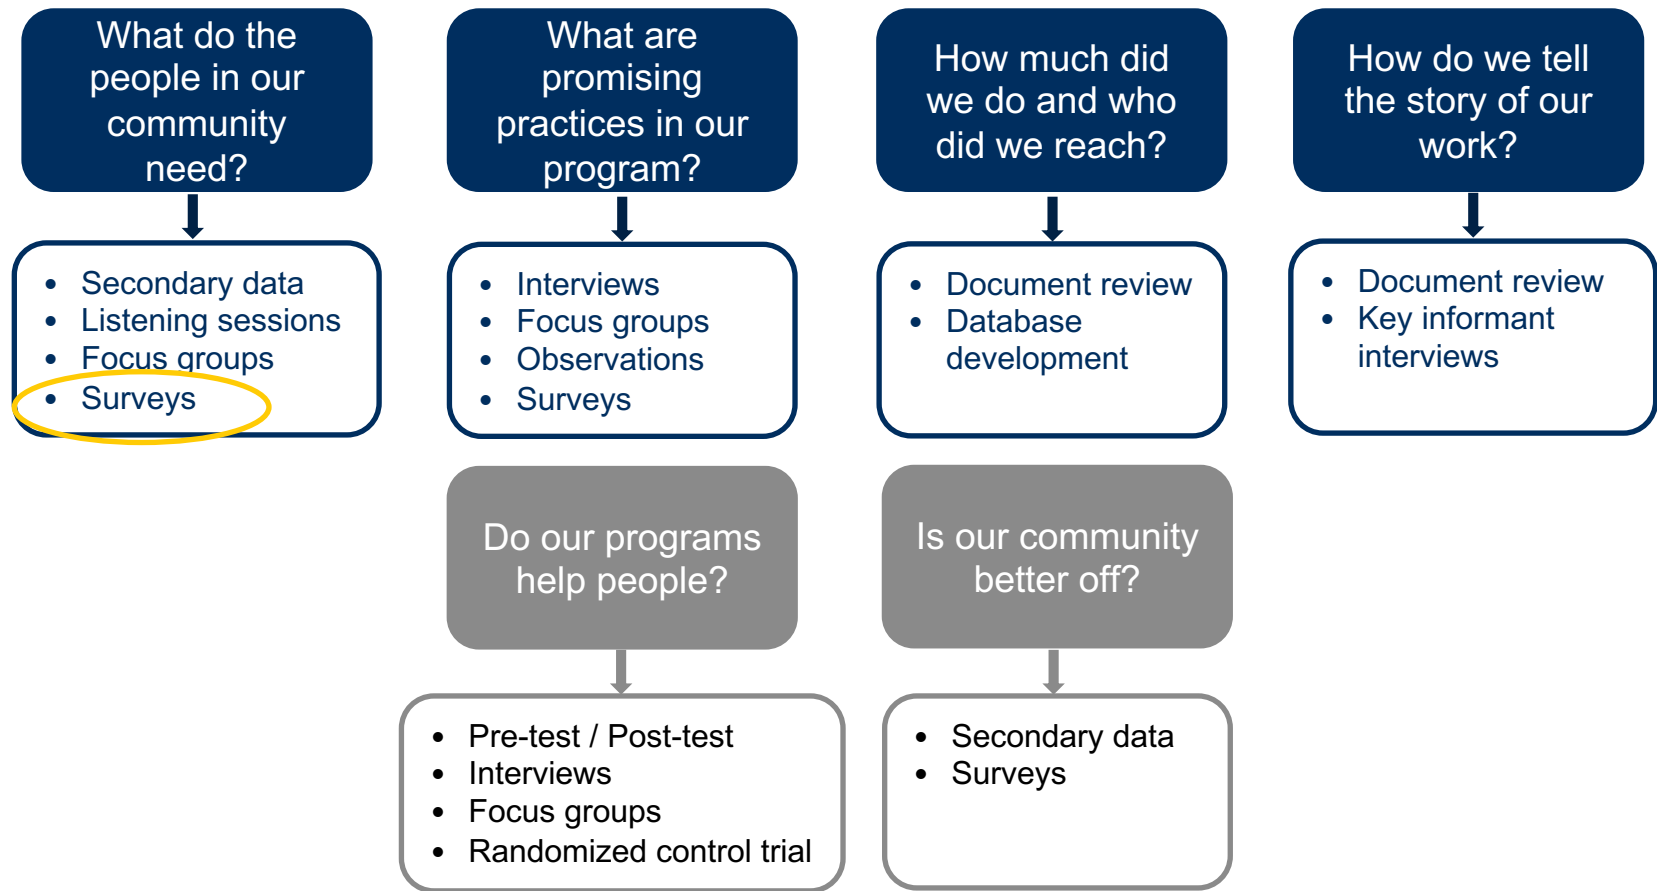 What do the
people in our
community
need?
What are
promising
practices in our
program?
How much did
we do and who
did we reach?
How do we tell
the story of our
work?
• Secondary data
• Listening sessions
• Focus groups
• Surveys
• Interviews
• Focus groups
• Observations
• Surveys
• Document review
• Database
development
• Document review
• Key informant
interviews
Do our programs
help people?
Is our community
better off?
• Pre-test / Post-test
• Interviews
• Focus groups
• Randomized control trial
• Secondary data
• Surveys